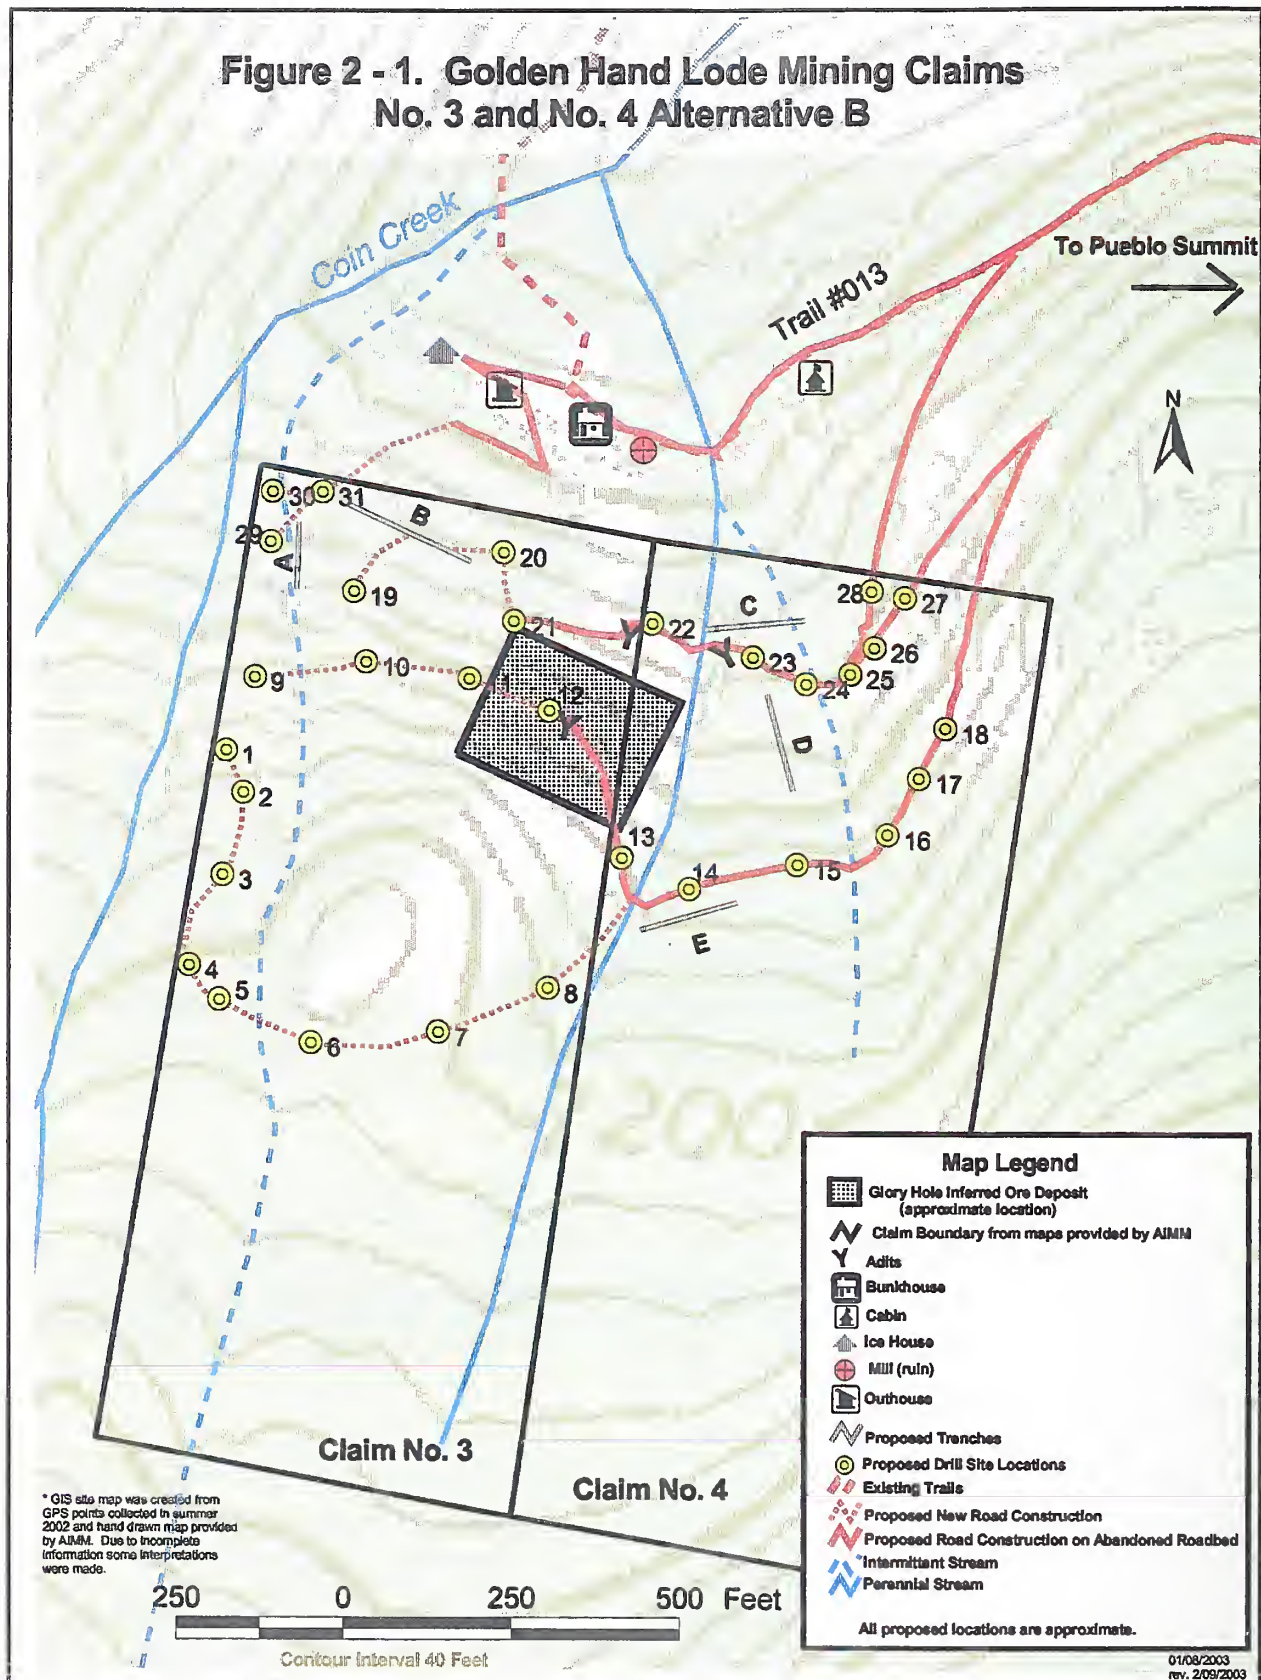 Figure 2 - 1. Golden Hand Lode Mining Claims
No. 3 and No. 4 Alternative B
Coin Creek
To Pueblo Summit
Trail #013
N
30
31
B
29
A
20
19
28
27
C
21
22
26
23
9
10
24
25
12
18
1
D
2
17
13
16
3
14
15
E
4
5
8
7
6
200
Map Legend
Glory Hole Inferred Ore Deposit
(approximate location)
Claim Boundary from maps provided by AIMM
Adits
Bunkhouse
Cabin
Ice House
Mill (ruin)
Outhouse
Proposed Trenches
Proposed Drill Site Locations
Existing Trails
Proposed New Road Construction
Proposed Road Construction on Abandoned Roadbed
Intermittent Stream
Perennial Stream
All proposed locations are approximate.
Claim No. 3
Claim No. 4
* GIS site map was created from
GPS points collected in summer
2002 and hand drawn map provided
by AIMM. Due to incomplete
information some interpretations
were made.
250 0 250 500 Feet
Contour Interval 40 Feet
01/08/2003
rev. 2/09/2003